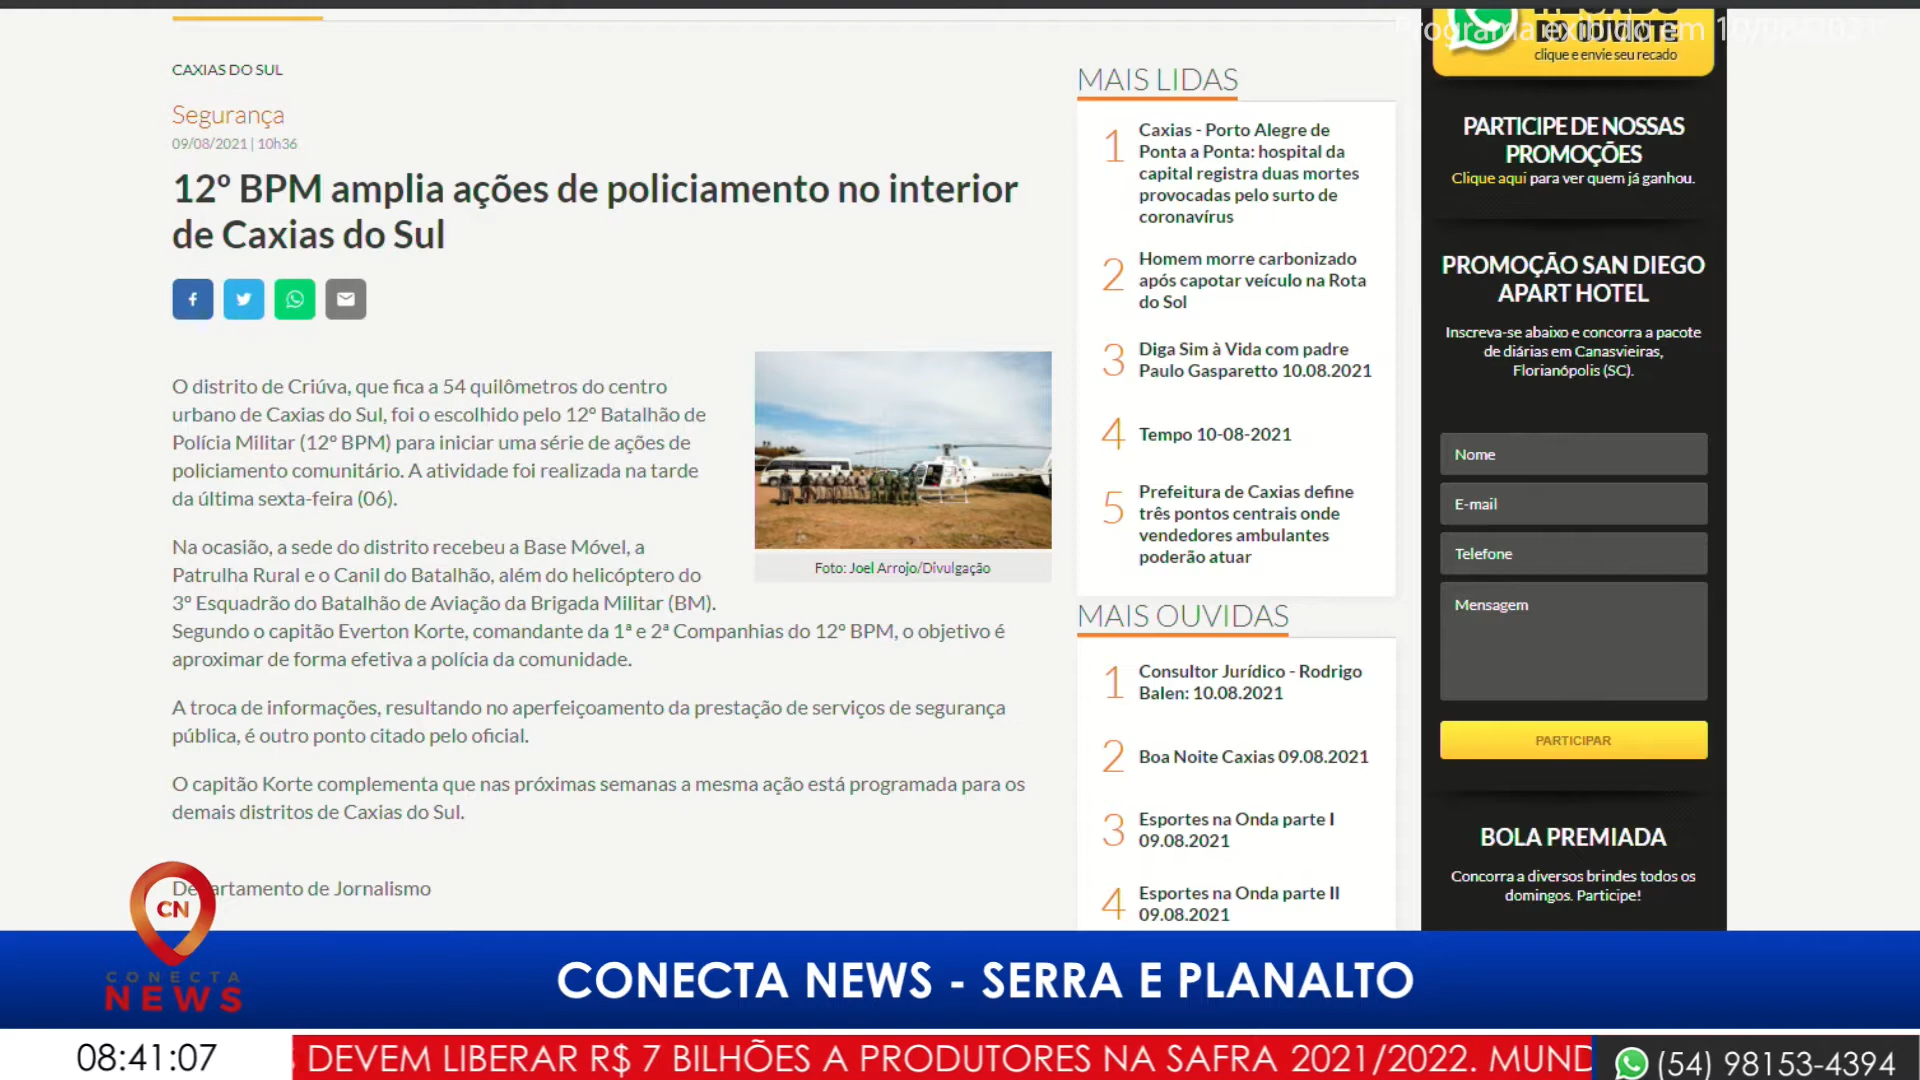 Programa exibido em 10/08/2021
CAXIAS DO SUL
Segurança
09/08/2021 | 10h36
12º BPM amplia ações de policiamento no interior
de Caxias do Sul
O distrito de Criúva, que fica a 54 quilômetros do centro
urbano de Caxias do Sul, foi o escolhido pelo 12º Batalhão de
Polícia Militar (12º BPM) para iniciar uma série de ações de
policiamento comunitário. A atividade foi realizada na tarde
da última sexta-feira (06).
Na ocasião, a sede do distrito recebeu a Base Móvel, a
Patrulha Rural e o Canil do Batalhão, além do helicóptero do
3º Esquadrão do Batalhão de Aviação da Brigada Militar (BM).
Segundo o capitão Everton Korte, comandante da 1ª e 2ª Companhias do 12º BPM, o objetivo é
aproximar de forma efetiva a polícia da comunidade.
A troca de informações, resultando no aperfeiçoamento da prestação de serviços de segurança
pública, é outro ponto citado pelo oficial.
O capitão Korte complementa que nas próximas semanas a mesma ação está programada para os
demais distritos de Caxias do Sul.
Departamento de Jornalismo
Foto: Joel Arrojo/Divulgação
MAIS LIDAS
1 Caxias - Porto Alegre de
Ponta a Ponta: hospital da
capital registra duas mortes
provocadas pelo surto de
coronavírus
2 Homem morre carbonizado
após capotar veículo na Rota
do Sol
3 Diga Sim à Vida com padre
Paulo Gasparetto 10.08.2021
4 Tempo 10-08-2021
5 Prefeitura de Caxias define
três pontos centrais onde
vendedores ambulantes
poderão atuar
MAIS OUVIDAS
1 Consultor Jurídico - Rodrigo
Balen: 10.08.2021
2 Boa Noite Caxias 09.08.2021
3 Esportes na Onda parte I
09.08.2021
4 Esportes na Onda parte II
09.08.2021
DO OUVINTE
clique e envie seu recado
PARTICIPE DE NOSSAS
PROMOÇÕES
Clique aqui para ver quem já ganhou.
PROMOÇÃO SAN DIEGO
APART HOTEL
Inscreva-se abaixo e concorra a pacote
de diárias em Canasvieiras,
Florianópolis (SC).
Nome
E-mail
Telefone
Mensagem
PARTICIPAR
BOLA PREMIADA
Concorra a diversos brindes todos os
domingos. Participe!
CN
CONECTA
NEWS
CONECTA NEWS - SERRA E PLANALTO
08:41:07
DEVEM LIBERAR R$ 7 BILHÕES A PRODUTORES NA SAFRA 2021/2022. MUND
(54) 98153-4394